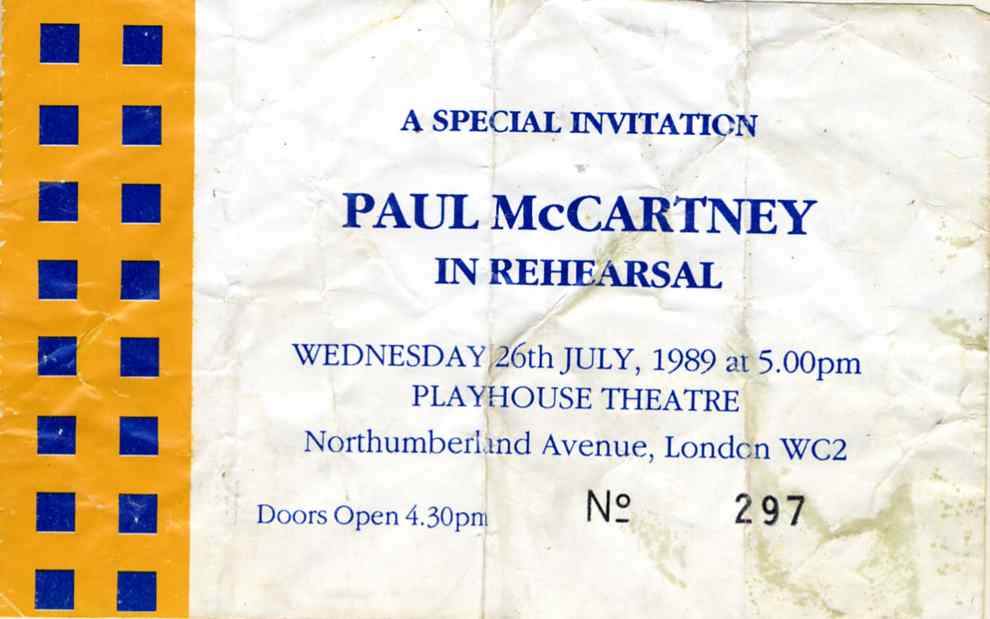 A SPECIAL INVITATION
PAUL McCARTNEY
IN REHEARSAL
WEDNESDAY 26th JULY, 1989 at 5.00pm
PLAYHOUSE THEATRE
Northumberland Avenue, London WC2
Doors Open 4.30pm Nº 297